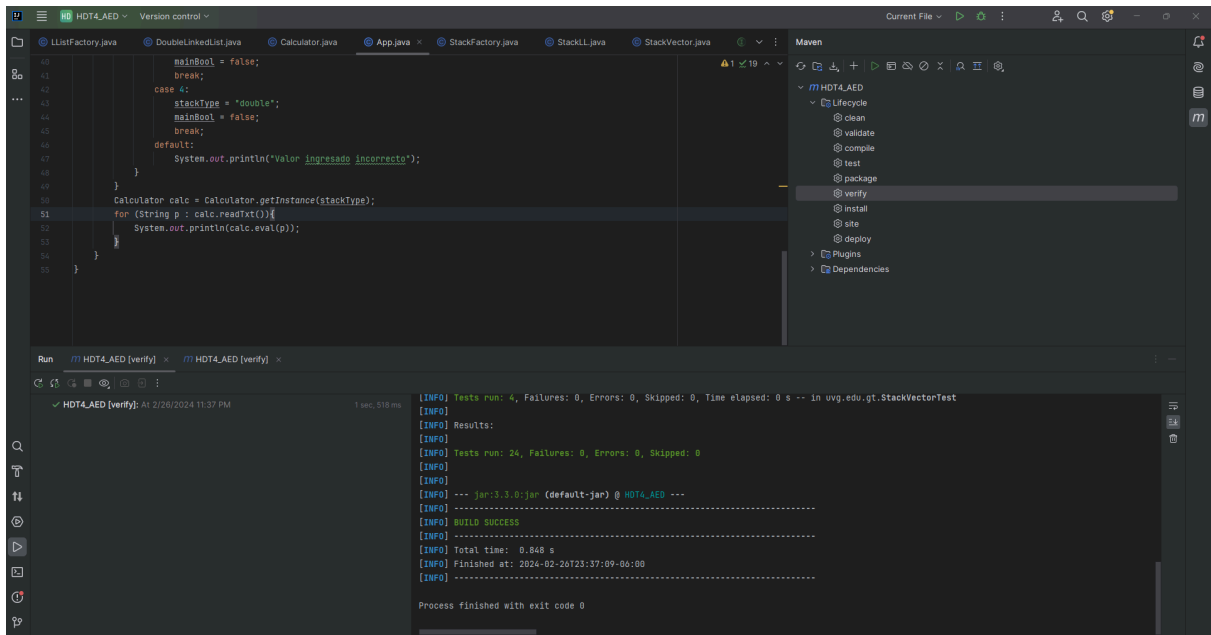 HD HDT4_AED Version control Current File
LListFactory.java DoubleLinkedList.java Calculator.java App.java StackFactory.java StackLL.java StackVector.java
Maven
40 mainBool = false;
1 19
41 break;
42 case 4:
43 stackType = "double";
44 mainBool = false;
45 break;
46 default:
47 System.out.println("Valor ingresado incorrecto");
48 }
49 }
50 Calculator calc = Calculator.getInstance(stackType);
51 for (String p : calc.readTxt()){
52 System.out.println(calc.eval(p));
53 }
54 }
55 }
m HDT4_AED
Lifecycle
clean
validate
compile
test
package
verify
install
site
deploy
Plugins
Dependencies
m
Run m HDT4_AED [verify] m HDT4_AED [verify]
HDT4_AED [verify]: At 2/26/2024 11:37 PM 1 sec, 518 ms
[INFO] Tests run: 4, Failures: 0, Errors: 0, Skipped: 0, Time elapsed: 0 s -- in uvg.edu.gt.StackVectorTest
[INFO]
[INFO] Results:
[INFO]
[INFO] Tests run: 24, Failures: 0, Errors: 0, Skipped: 0
[INFO]
[INFO]
[INFO] --- jar:3.3.0:jar (default-jar) @ HDT4_AED ---
[INFO] ------------------------------------------------------------------------
[INFO] BUILD SUCCESS
[INFO] ------------------------------------------------------------------------
[INFO] Total time:  0.848 s
[INFO] Finished at: 2024-02-26T23:37:09-06:00
[INFO] ------------------------------------------------------------------------
Process finished with exit code 0